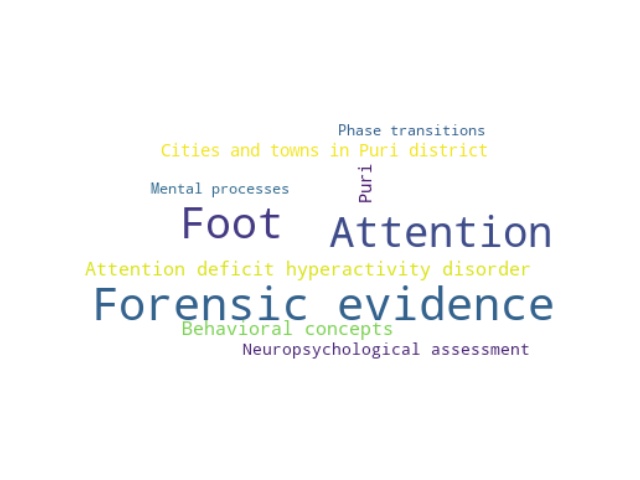 Phase transitions
Cities and towns in Puri district
Puri
Mental processes
Foot
Attention
Attention deficit hyperactivity disorder
Forensic evidence
Behavioral concepts
Neuropsychological assessment